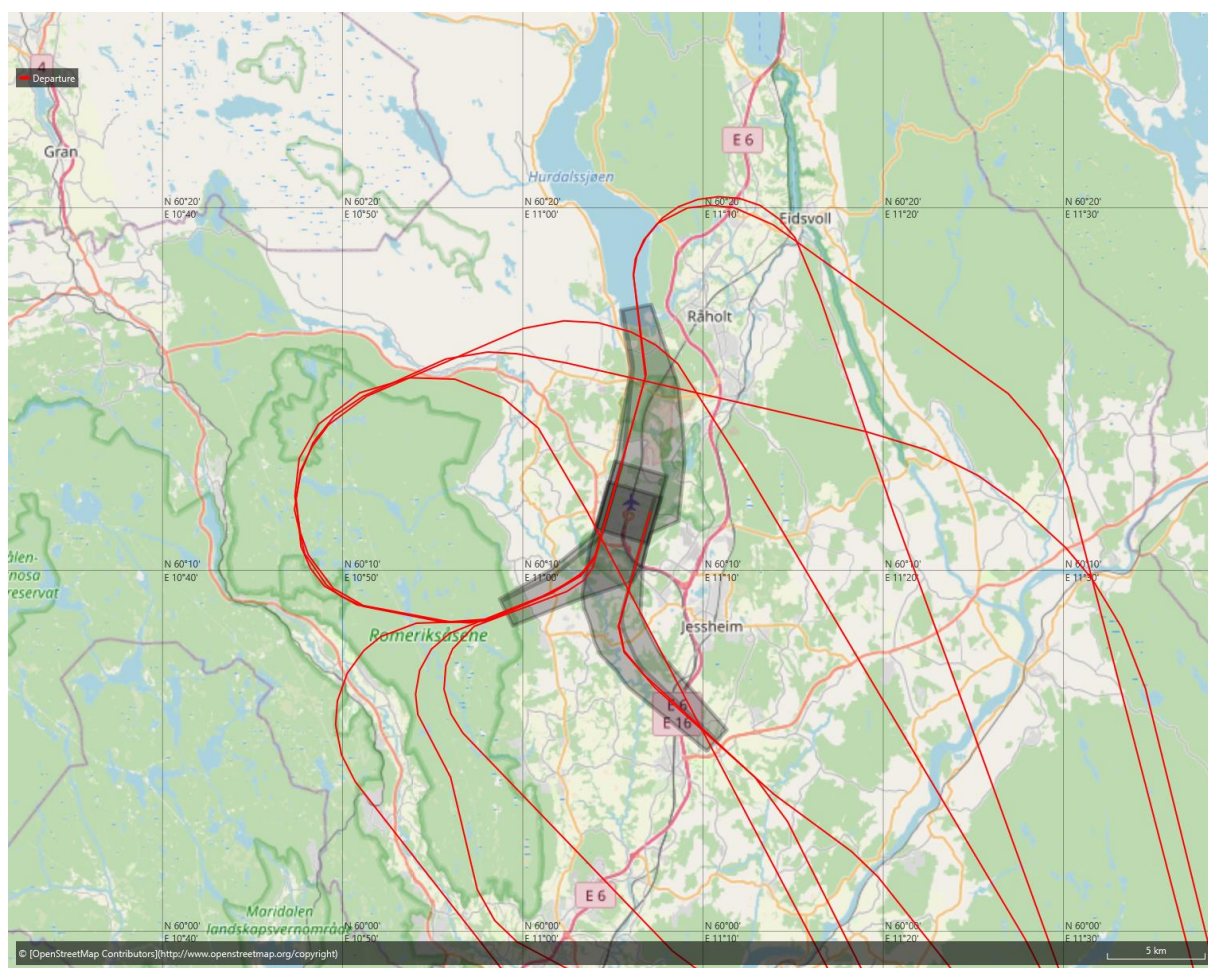 4
Departure
E 6
Gran
Hurdalssjøen
N 60°20'
E 10°40'
N 60°20'
E 10°50'
N 60°20'
E 11°00'
N 60°20'
E 11°10'
Eidsvoll
N 60°20'
E 11°20'
N 60°20'
E 11°30'
Råholt
N 60°10'
E 10°40'
N 60°10'
E 10°50'
N 60°10'
E 11°00'
N 60°10'
E 11°10'
N 60°10'
E 11°20'
N 60°10'
E 11°30'
ålen-
nosa
reservat
Romeriksåsene
Jessheim
E 6
E 16
E 6
Maridalen
landskapsvernområde
N 60°00'
E 10°40'
N 60°00'
E 10°50'
N 60°00'
E 11°00'
N 60°00'
E 11°10'
N 60°00'
E 11°20'
N 60°00'
E 11°30'
© [OpenStreetMap Contributors](http://www.openstreetmap.org/copyright)
5 km